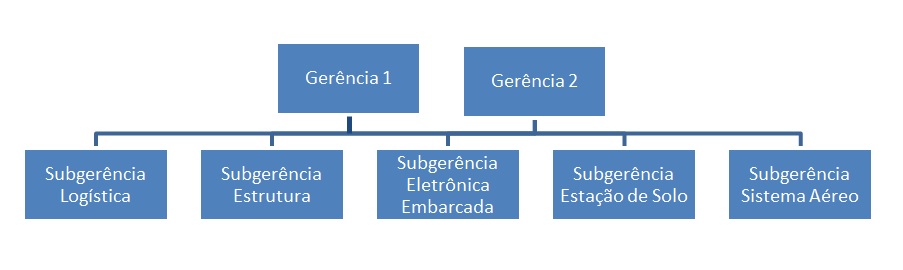 Gerência 1
Gerência 2
Subgerência
Logística
Subgerência
Estrutura
Subgerência
Eletrônica
Embarcada
Subgerência
Estação de Solo
Subgerência
Sistema Aéreo